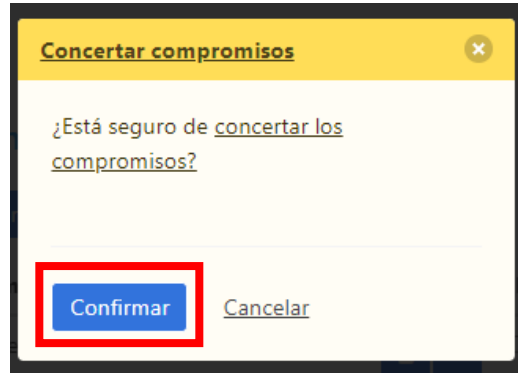 Concertar compromisos
¿Está seguro de concertar los
compromisos?
Confirmar
Cancelar